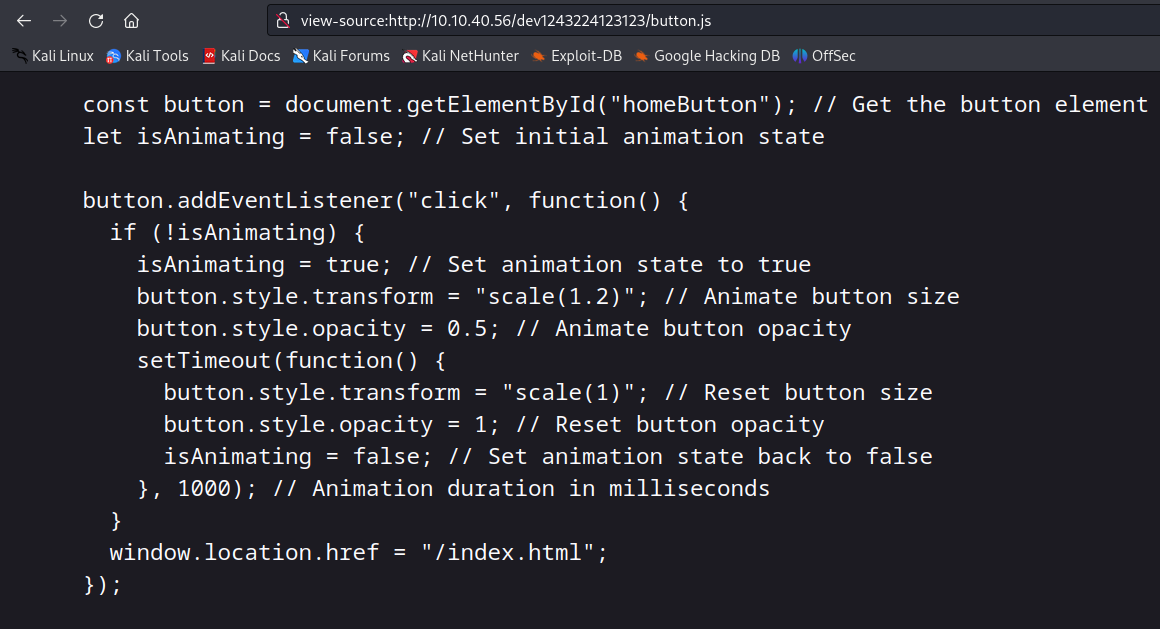 view-source:http://10.10.40.56/dev1243224123123/button.js
Kali Linux Kali Tools Kali Docs Kali Forums Kali NetHunter Exploit-DB Google Hacking DB OffSec
const button = document.getElementById("homeButton"); // Get the button element
let isAnimating = false; // Set initial animation state

button.addEventListener("click", function() {
  if (!isAnimating) {
    isAnimating = true; // Set animation state to true
    button.style.transform = "scale(1.2)"; // Animate button size
    button.style.opacity = 0.5; // Animate button opacity
    setTimeout(function() {
      button.style.transform = "scale(1)"; // Reset button size
      button.style.opacity = 1; // Reset button opacity
      isAnimating = false; // Set animation state back to false
    }, 1000); // Animation duration in milliseconds
  }
  window.location.href = "/index.html";
});